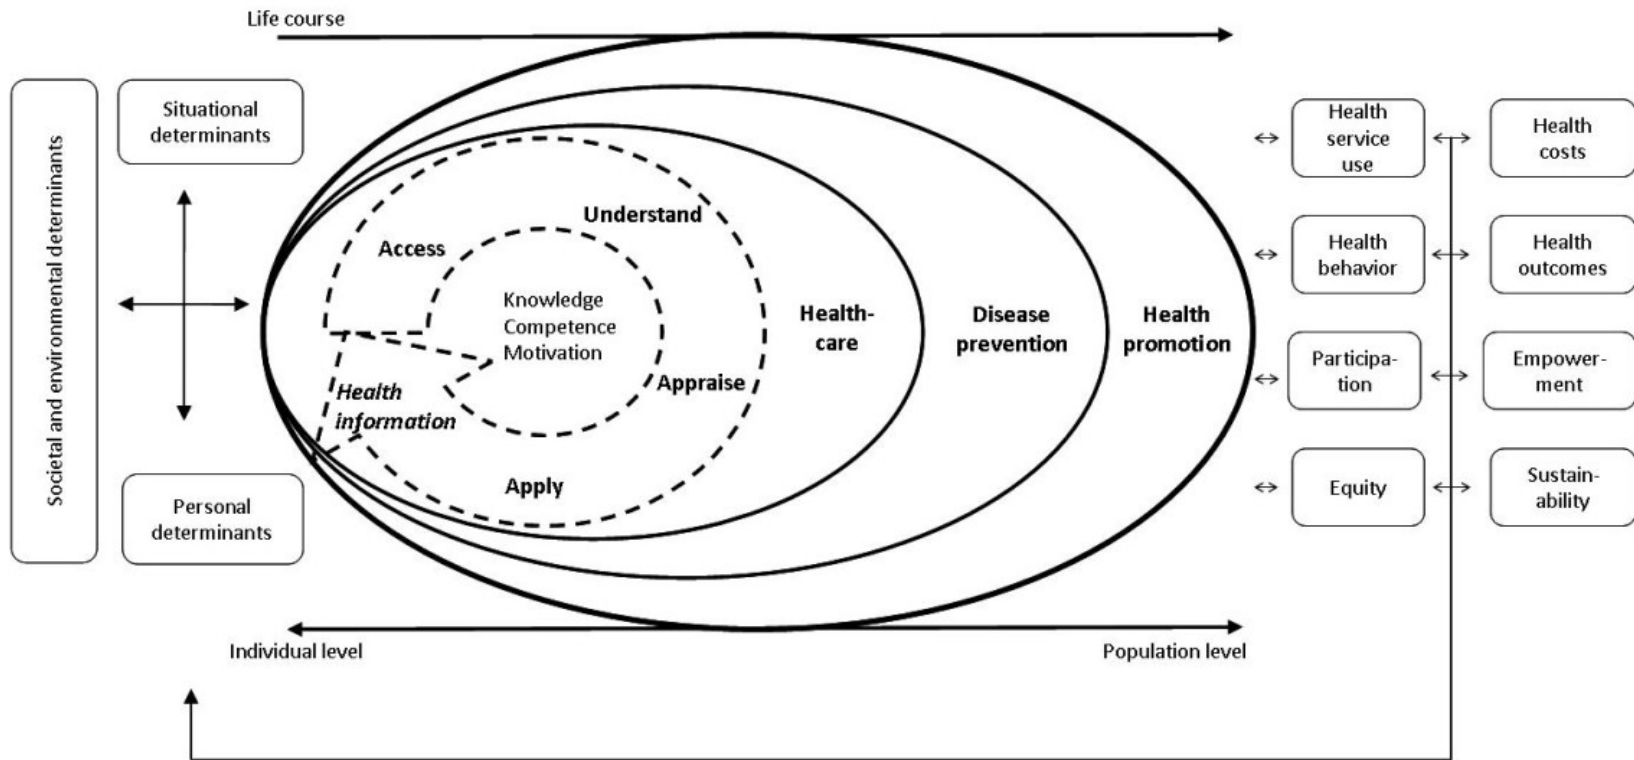 Life course
Societal and environmental determinants
Situational
determinants
Personal
determinants
Access
Understand
Appraise
Apply
Health
information
Knowledge
Competence
Motivation
Health-
care
Disease
prevention
Health
promotion
Individual level
Population level
Health
service
use
Health
costs
Health
behavior
Health
outcomes
Participa-
tion
Empower-
ment
Equity
Sustain-
ability